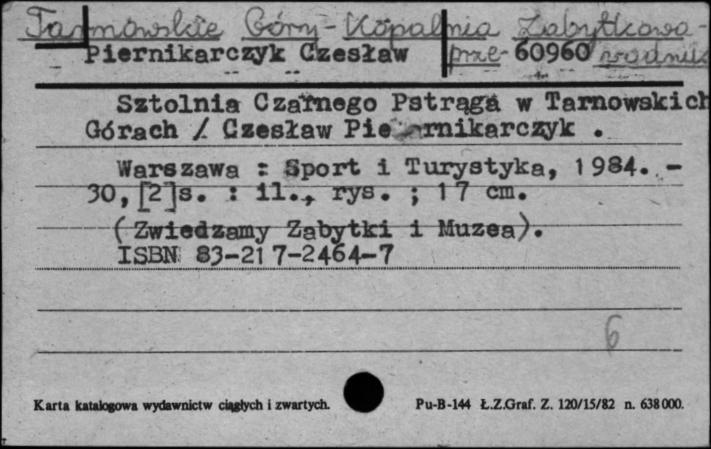 Tarnowskie Góry - Kopalnia Zabytkowa -
Piernikarczyk Czesław prze- 60960 wodnik
Sztolnia Czarnego Pstrąga w Tarnowskich
Górach / Czesław Pie rnikarczyk .
Warszawa : Sport i Turystyka, 1984. -
30,[2]s. : il., rys. ; 17 cm.
(Zwiedzamy Zabytki i Muzea).
ISBN 83-217-2464-7
6
Karta katalogowa wydawnictw ciągłych i zwartych. Pu-B-144 Ł.Z.Graf. Z. 120/15/82 n. 638000.